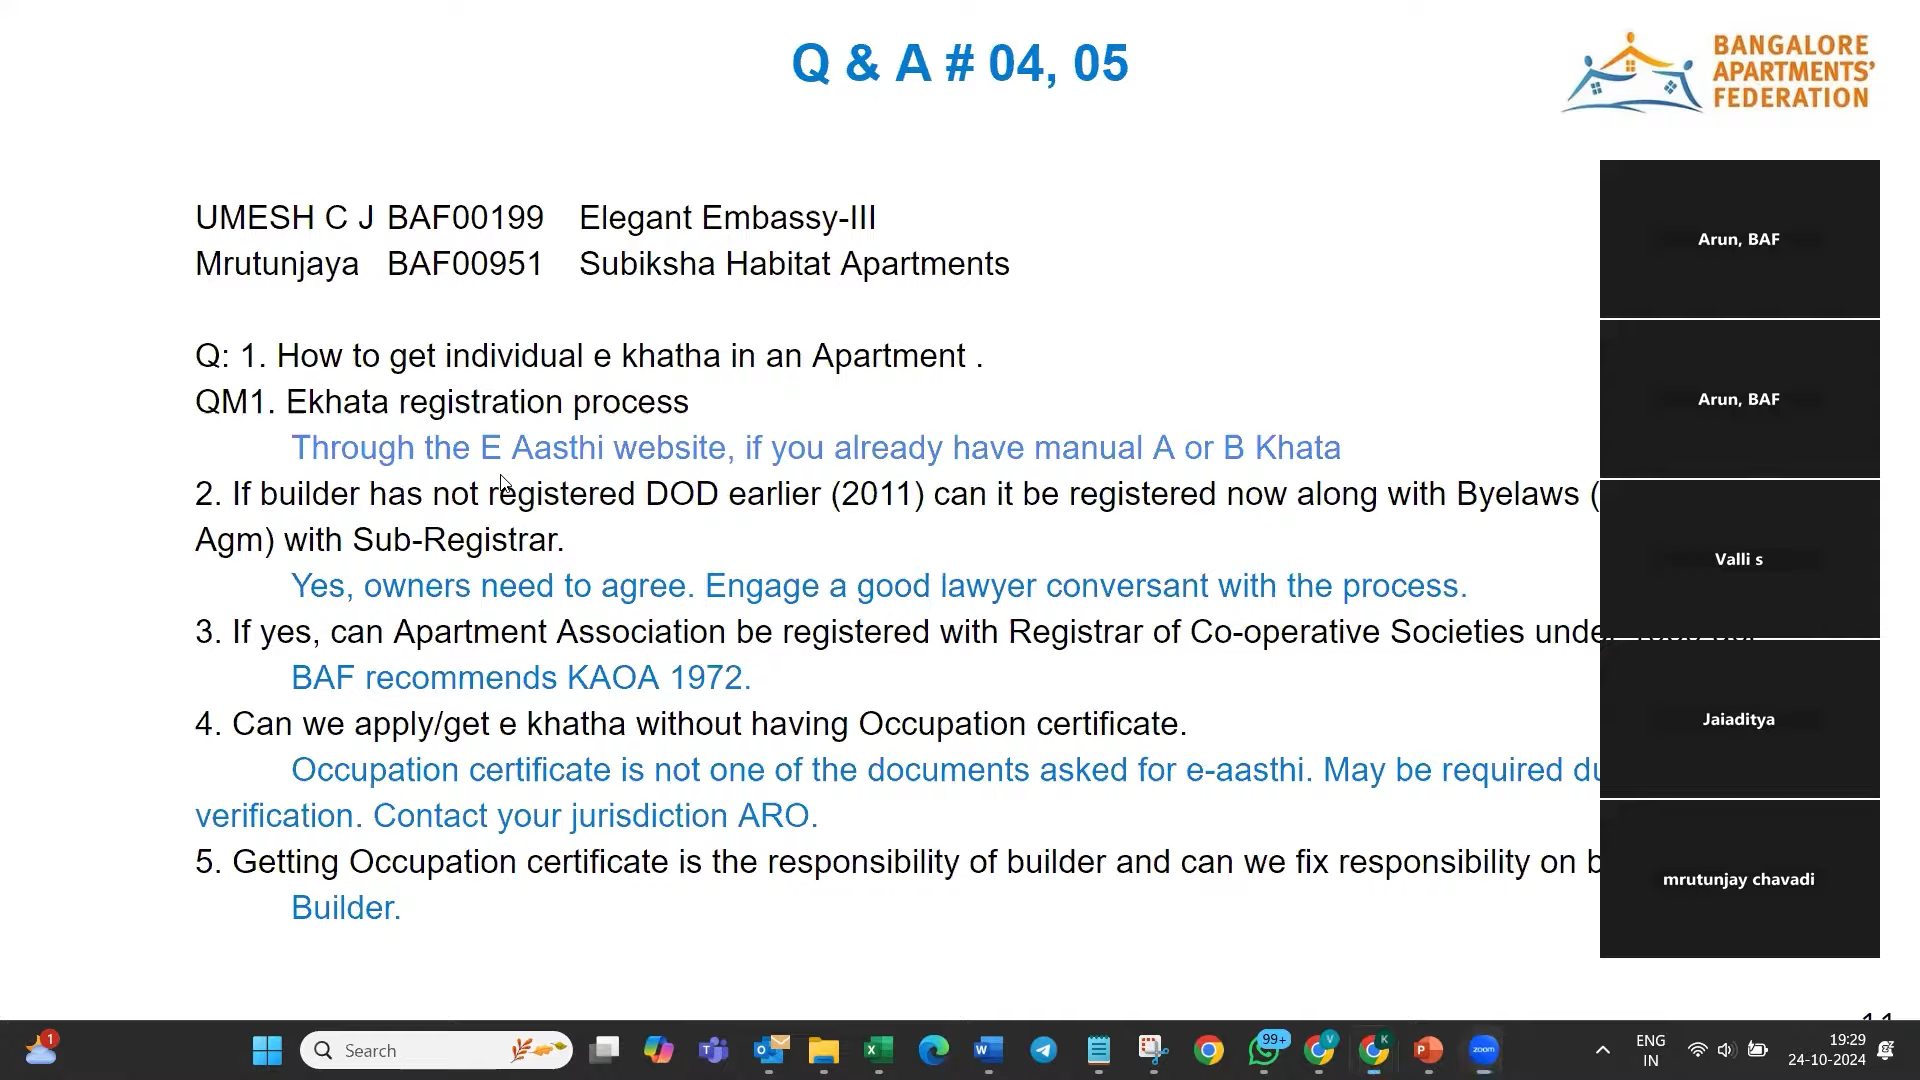 Q & A # 04, 05
BANGALORE
APARTMENTS'
FEDERATION
UMESH C J BAF00199 Elegant Embassy-III
Mrutunjaya BAF00951 Subiksha Habitat Apartments
Q: 1. How to get individual e khatha in an Apartment .
QM1. Ekhata registration process
Through the E Aasthi website, if you already have manual A or B Khata
2. If builder has not registered DOD earlier (2011) can it be registered now along with Byelaws (
Agm) with Sub-Registrar.
Yes, owners need to agree. Engage a good lawyer conversant with the process.
3. If yes, can Apartment Association be registered with Registrar of Co-operative Societies under
BAF recommends KAOA 1972.
4. Can we apply/get e khatha without having Occupation certificate.
Occupation certificate is not one of the documents asked for e-aasthi. May be required
verification. Contact your jurisdiction ARO.
5. Getting Occupation certificate is the responsibility of builder and can we fix responsibility on
Builder.
Arun, BAF
Arun, BAF
Valli s
Jaiaditya
mrutunjay chavadi
1
Search
99+
V
K
zoom
ENG
IN
19:29
24-10-2024